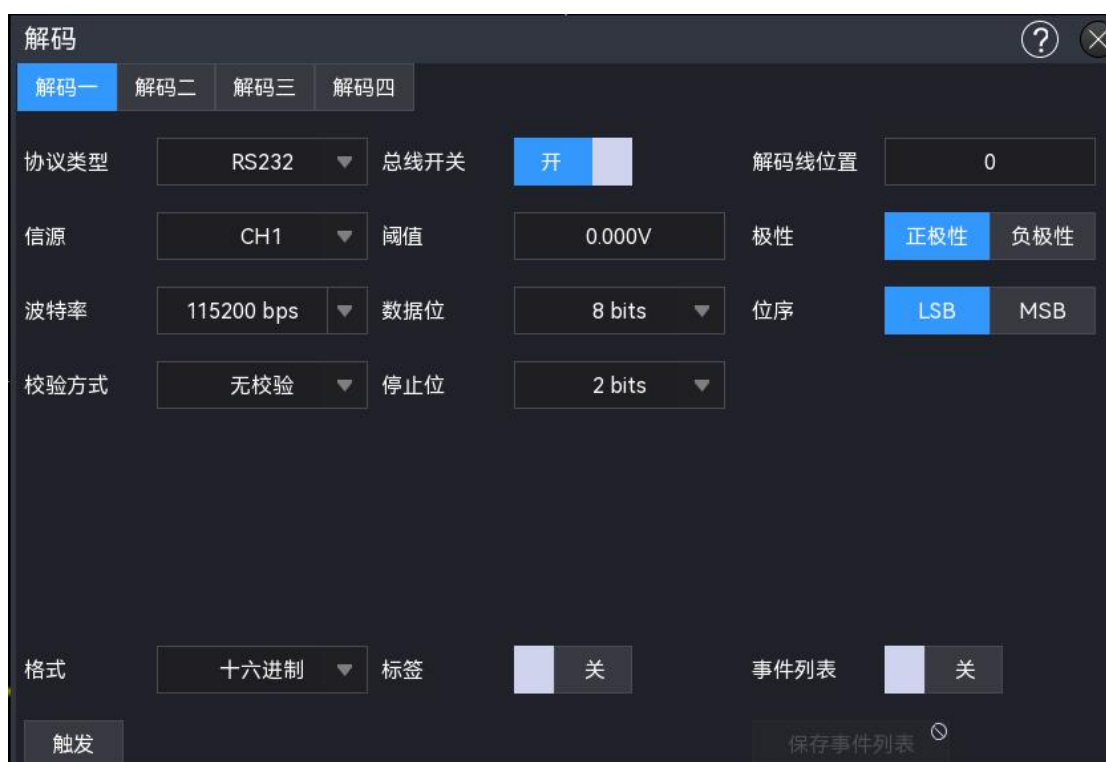 解码
解码一 解码二 解码三 解码四
协议类型 RS232 总线开关 开 解码线位置 0
信源 CH1 阈值 0.000V 极性 正极性 负极性
波特率 115200 bps 数据位 8 bits 位序 LSB MSB
校验方式 无校验 停止位 2 bits
格式 十六进制 标签 关 事件列表 关
触发 保存事件列表